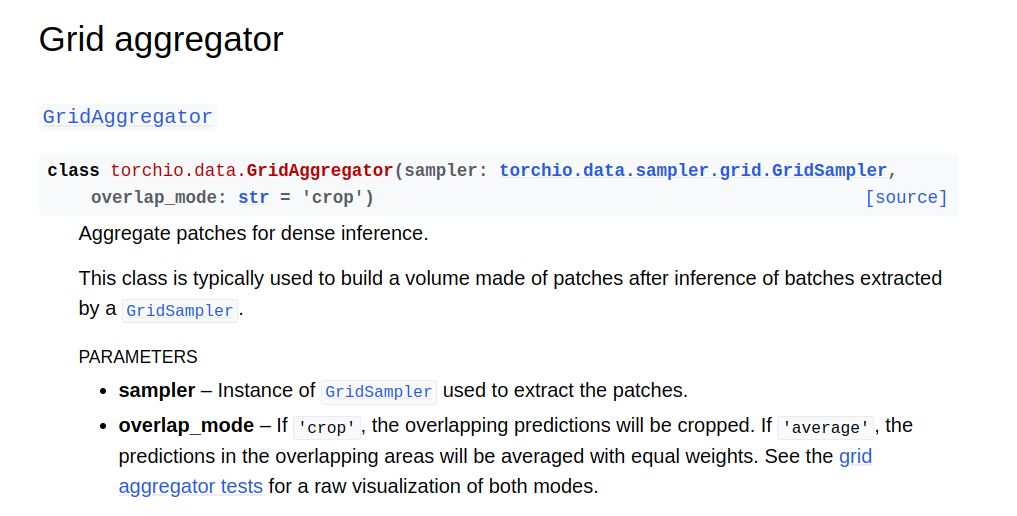 Grid aggregator
GridAggregator
class torchio.data.GridAggregator(sampler: torchio.data.sampler.grid.GridSampler,
overlap_mode: str = 'crop') [source]
Aggregate patches for dense inference.
This class is typically used to build a volume made of patches after inference of batches extracted
by a GridSampler.
PARAMETERS
• sampler – Instance of GridSampler used to extract the patches.
• overlap_mode – If 'crop', the overlapping predictions will be cropped. If 'average', the
predictions in the overlapping areas will be averaged with equal weights. See the grid
aggregator tests for a raw visualization of both modes.